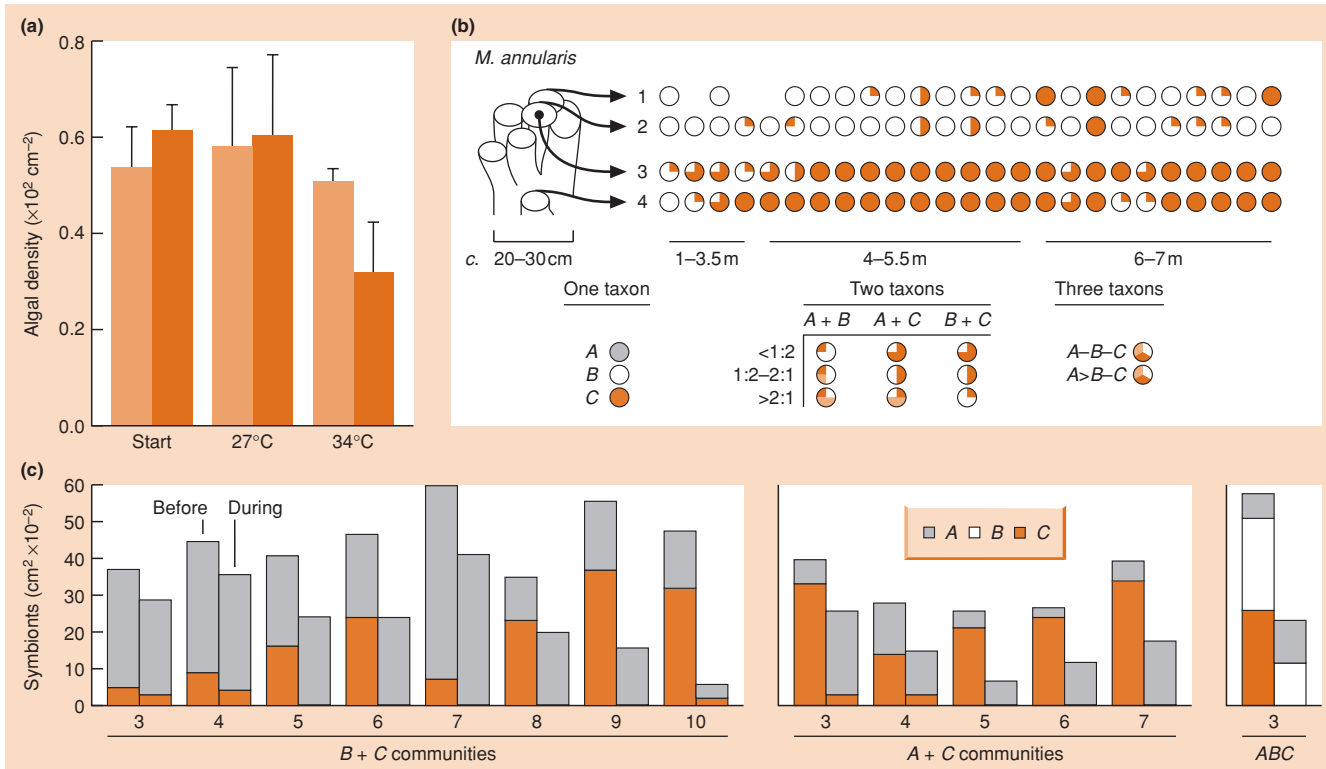 (a)
0.8
0.6
0.4
0.2
0.0
Algal density (×10² cm⁻²)
Start 27°C 34°C
(b)
M. annularis
1
2
3
4
c. 20–30 cm 1–3.5 m 4–5.5 m 6–7 m
One taxon Two taxons Three taxons
A + B A + C B + C
A <1:2 A–B–C
B 1:2–2:1 A>B–C
C >2:1
(c)
60
50
40
30
20
10
0
Symbionts (cm² ×10⁻²)
Before During
A B C
3 4 5 6 7 8 9 10 3 4 5 6 7 3
B + C communities A + C communities ABC